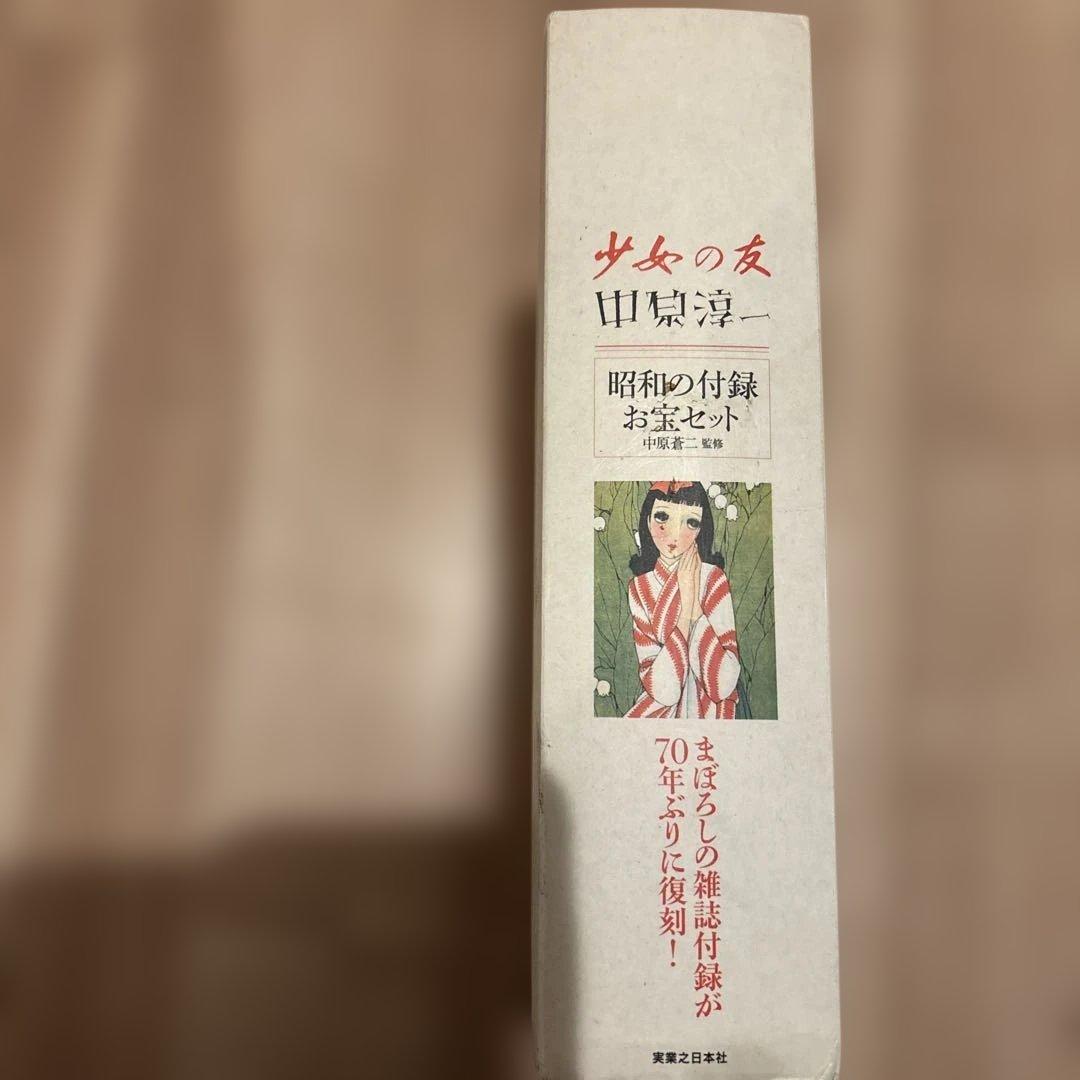 少女の友
中原淳一
昭和の付録
お宝セット
中原蒼二 監修
まぼろしの雑誌付録が
70年ぶりに復刻!
実業之日本社